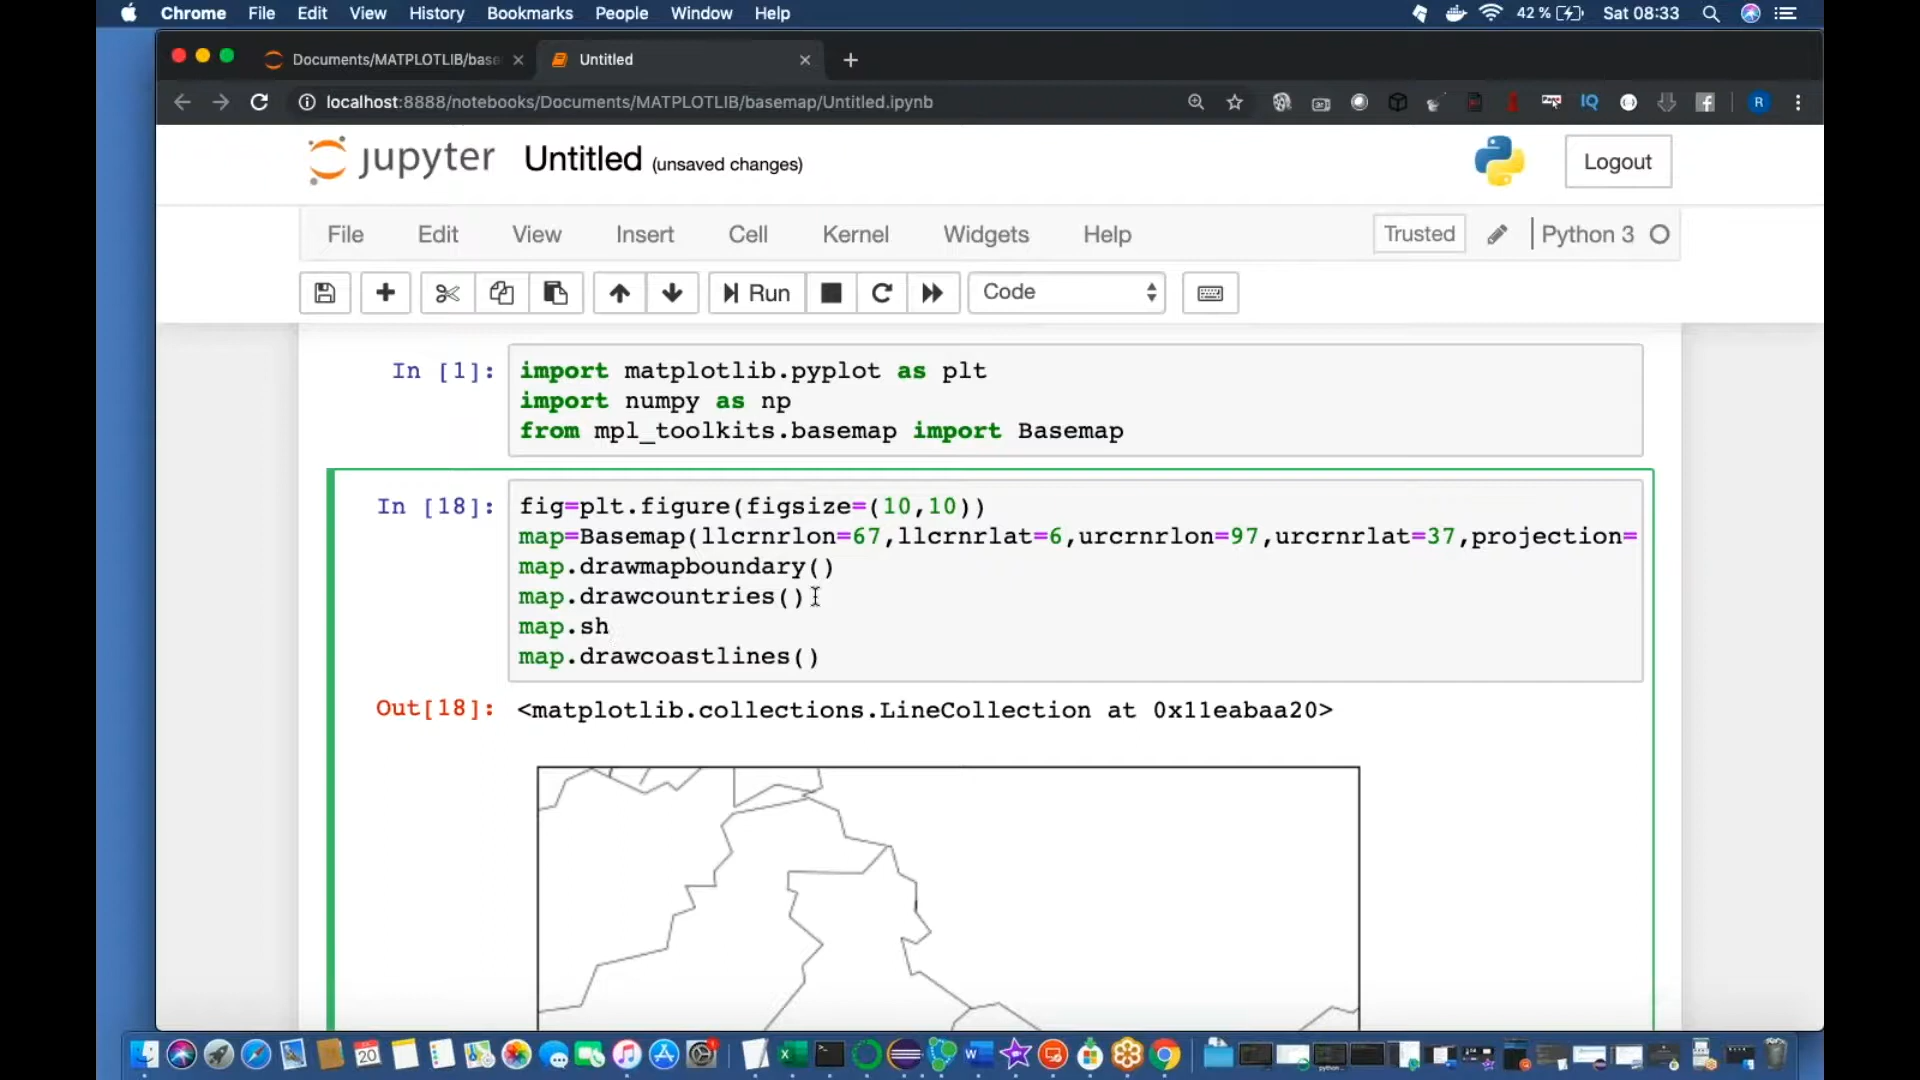 Chrome File Edit View History Bookmarks People Window Help 42 % Sat 08:33
Documents/MATPLOTLIB/base Untitled
localhost:8888/notebooks/Documents/MATPLOTLIB/basemap/Untitled.ipynb IQ R
jupyter Untitled (unsaved changes) Logout
File Edit View Insert Cell Kernel Widgets Help Trusted Python 3
Run Code
In [1]: import matplotlib.pyplot as plt
import numpy as np
from mpl_toolkits.basemap import Basemap
In [18]: fig=plt.figure(figsize=(10,10))
map=Basemap(llcrnrlon=67,llcrnrlat=6,urcrnrlon=97,urcrnrlat=37,projection=
map.drawmapboundary()
map.drawcountries()
map.sh
map.drawcoastlines()
Out[18]: <matplotlib.collections.LineCollection at 0x11eabaa20>
20